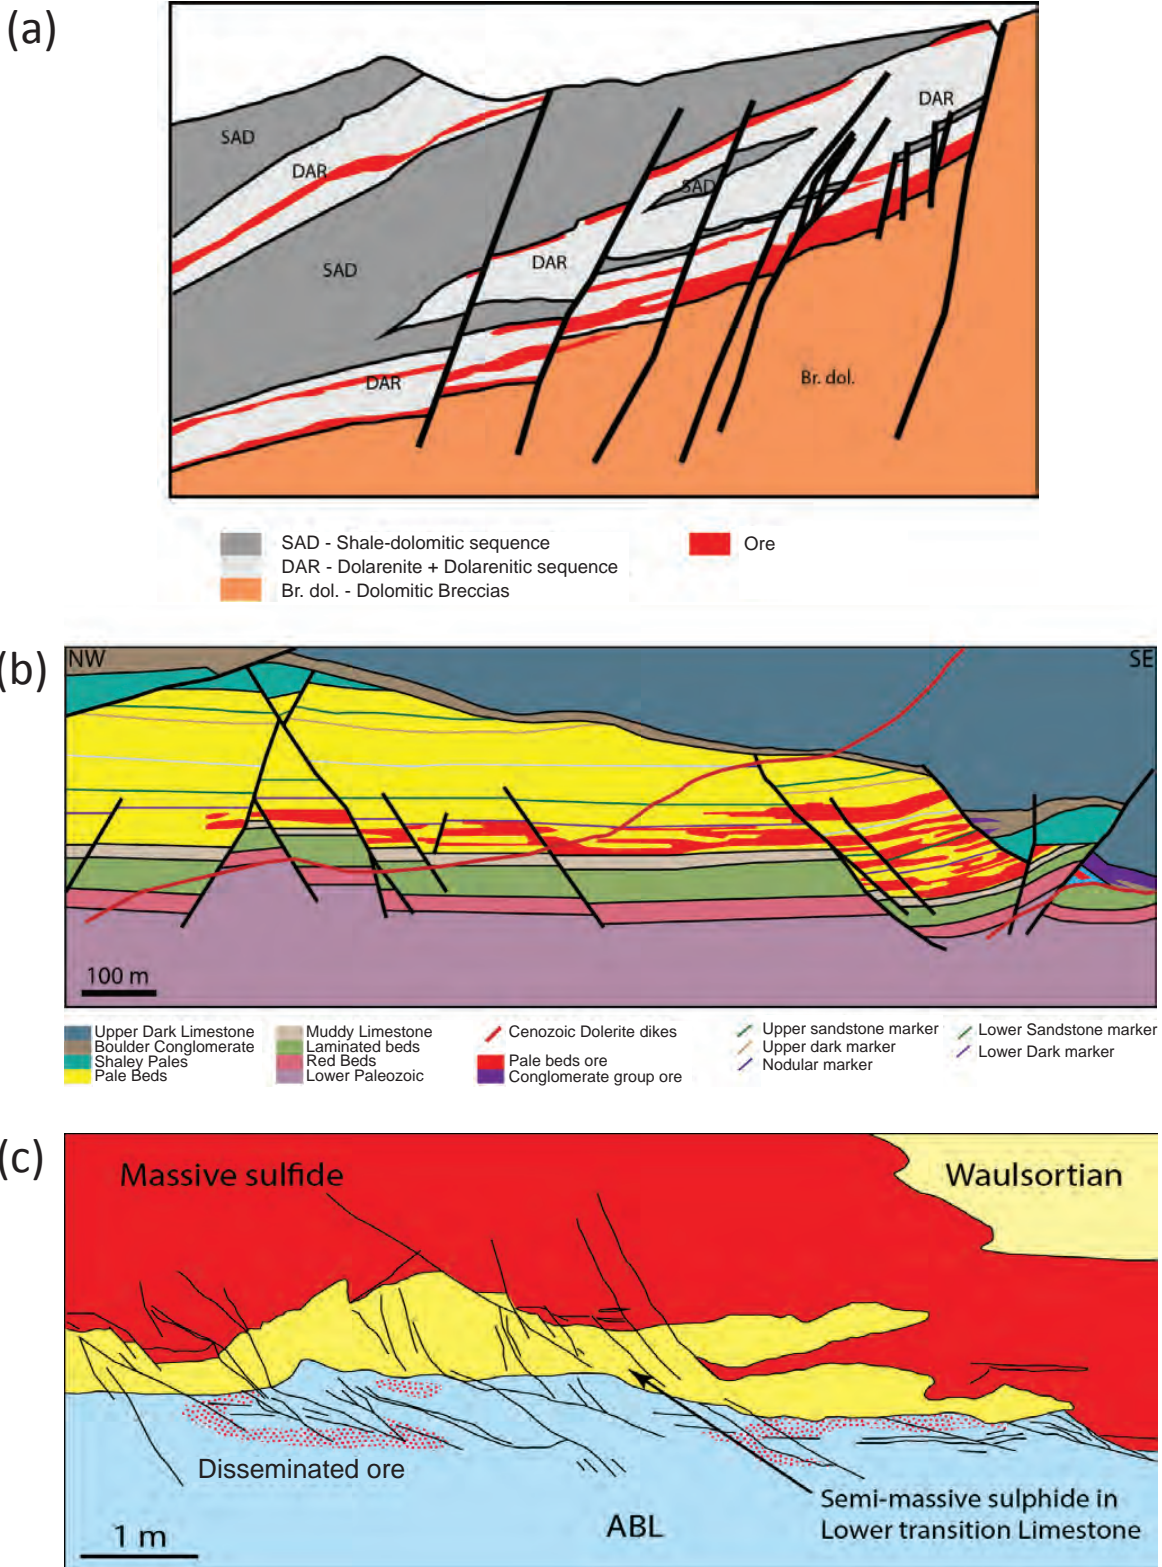 (a)
SAD
DAR
SAD
DAR
SAD
DAR
DAR
Br. dol.
SAD - Shale-dolomitic sequence
DAR - Dolarenite + Dolarenitic sequence
Br. dol. - Dolomitic Breccias
Ore
(b)
NW
SE
100 m
Upper Dark Limestone
Boulder Conglomerate
Shaley Pales
Pale Beds
Muddy Limestone
Laminated beds
Red Beds
Lower Paleozoic
Cenozoic Dolerite dikes
Pale beds ore
Conglomerate group ore
Upper sandstone marker
Upper dark marker
Nodular marker
Lower Sandstone marker
Lower Dark marker
(c)
Massive sulfide
Waulsortian
Disseminated ore
1 m
ABL
Semi-massive sulphide in
Lower transition Limestone